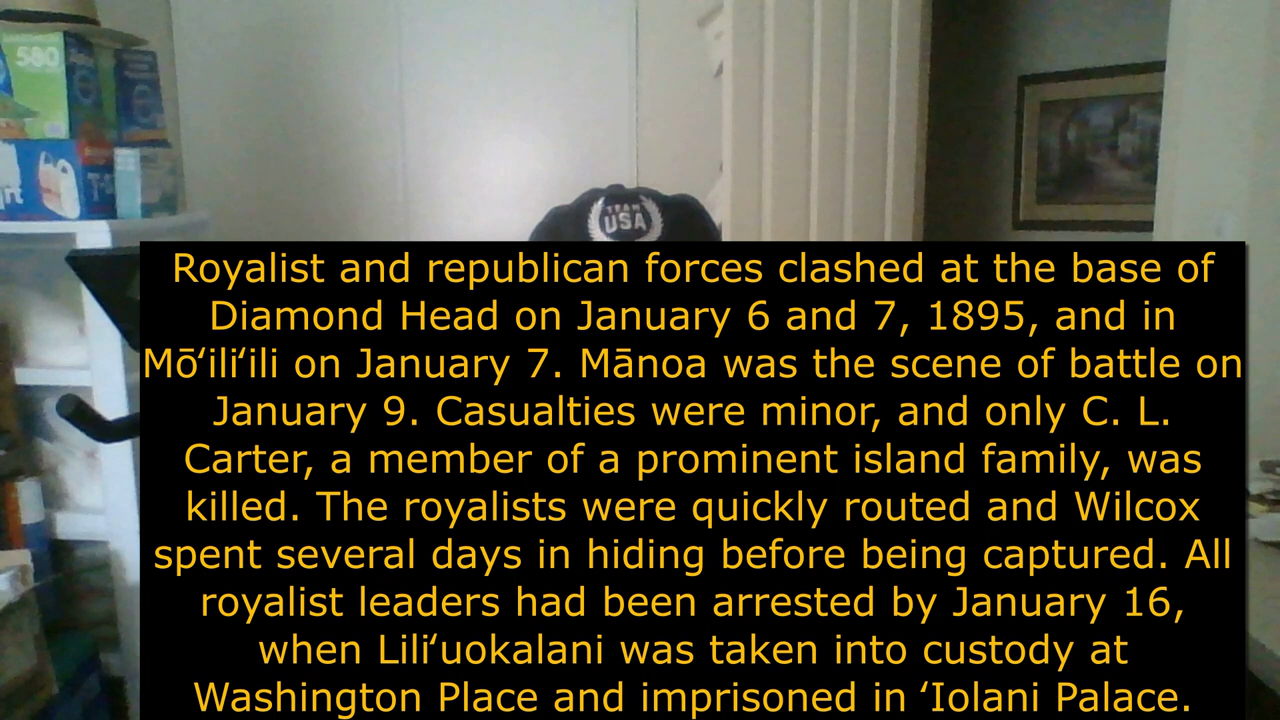 580
TEAM
USA
Royalist and republican forces clashed at the base of
Diamond Head on January 6 and 7, 1895, and in
Mōʻiliʻili on January 7. Mānoa was the scene of battle on
January 9. Casualties were minor, and only C. L.
Carter, a member of a prominent island family, was
killed. The royalists were quickly routed and Wilcox
spent several days in hiding before being captured. All
royalist leaders had been arrested by January 16,
when Liliʻuokalani was taken into custody at
Washington Place and imprisoned in ʻIolani Palace.